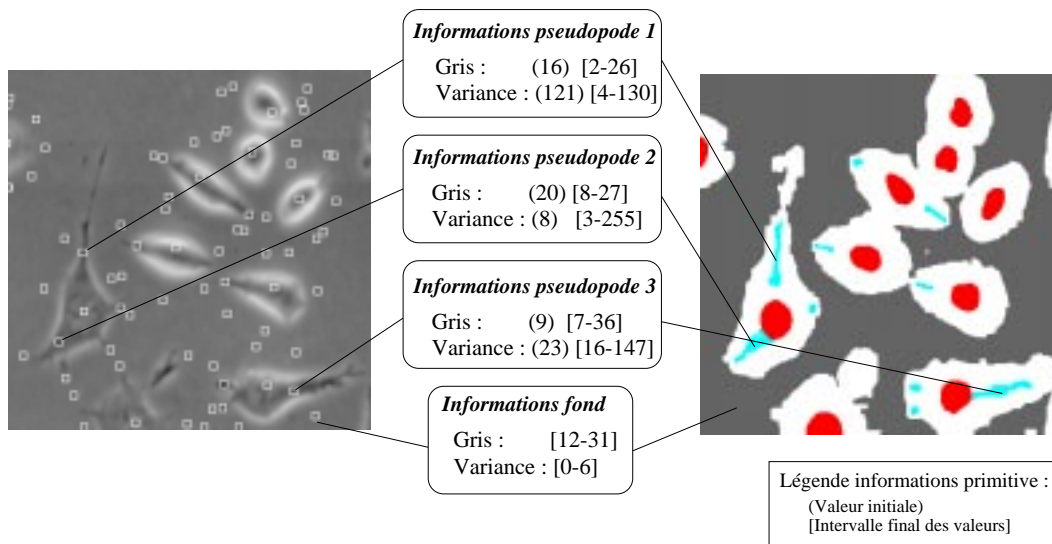 Informations pseudopode 1
Gris : (16) [2-26]
Variance : (121) [4-130]
Informations pseudopode 2
Gris : (20) [8-27]
Variance : (8) [3-255]
Informations pseudopode 3
Gris : (9) [7-36]
Variance : (23) [16-147]
Informations fond
Gris : [12-31]
Variance : [0-6]
Légende informations primitive :
(Valeur initiale)
[Intervalle final des valeurs]